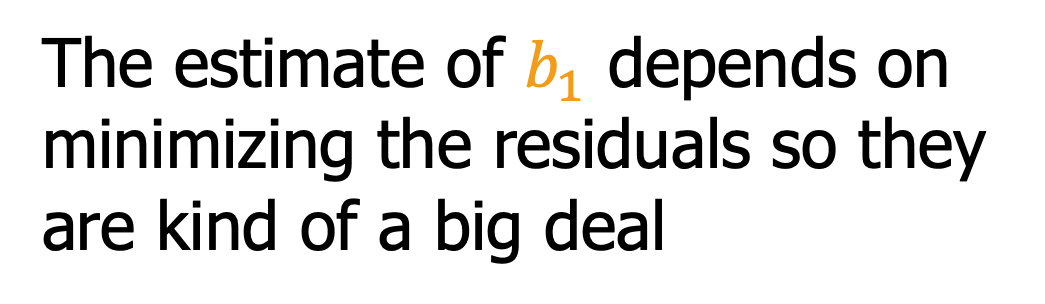 The estimate of b₁ depends on
minimizing the residuals so they
are kind of a big deal